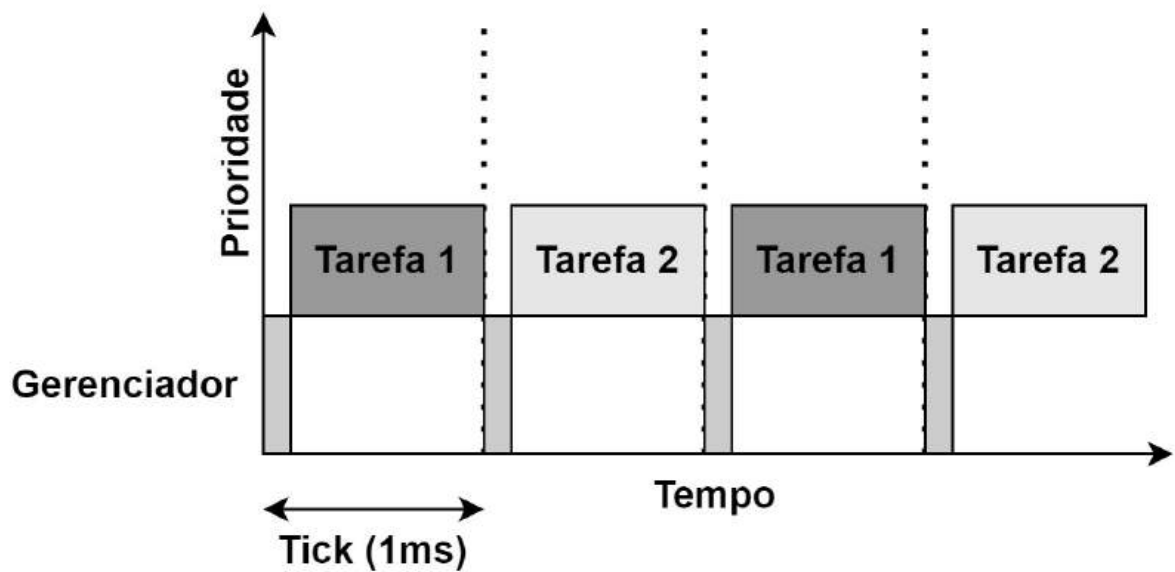 Prioridade
Tarefa 1
Tarefa 2
Tarefa 1
Tarefa 2
Gerenciador
Tempo
Tick (1ms)